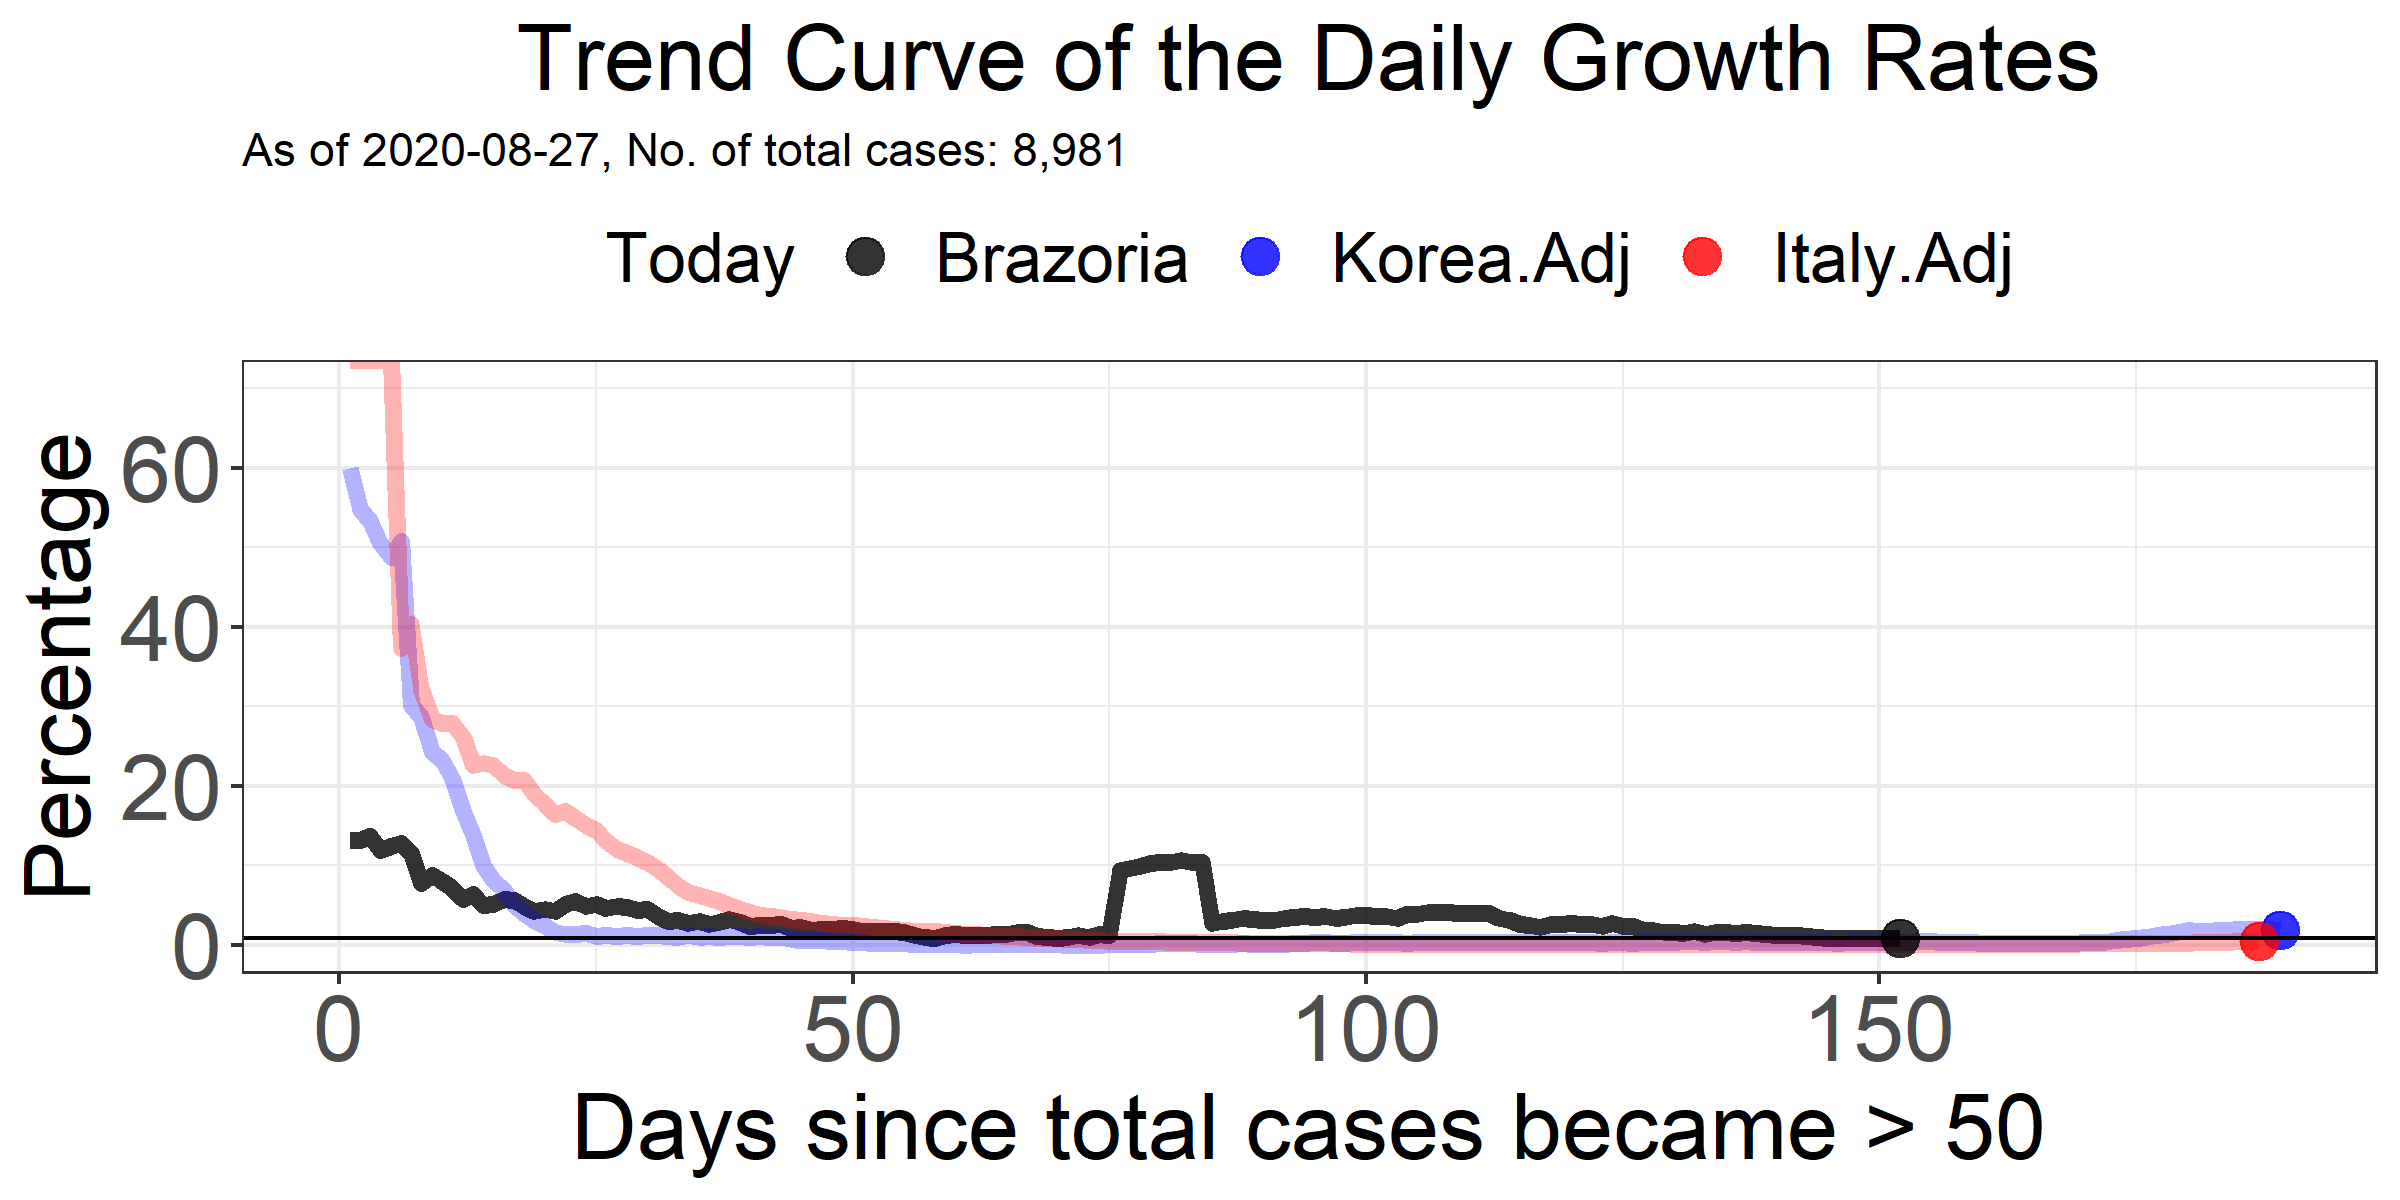 Trend Curve of the Daily Growth Rates
As of 2020-08-27, No. of total cases: 8,981
Today Brazoria Korea.Adj Italy.Adj
Percentage
60
40
20
0
0 50 100 150
Days since total cases became > 50